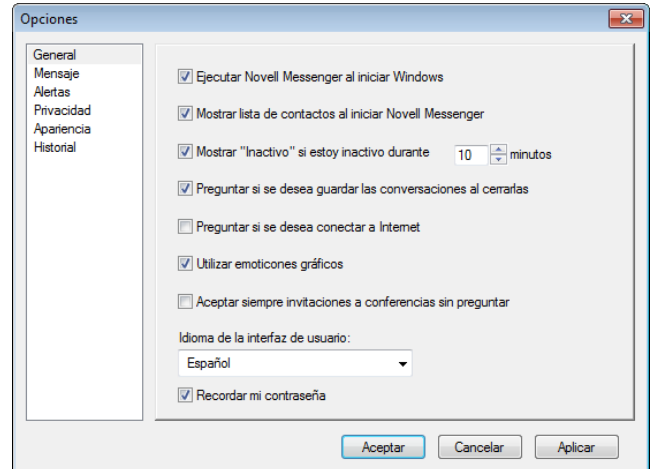 Opciones
General
Mensaje
Alertas
Privacidad
Apariencia
Historial
Ejecutar Novell Messenger al iniciar Windows
Mostrar lista de contactos al iniciar Novell Messenger
Mostrar "Inactivo" si estoy inactivo durante 10 minutos
Preguntar si se desea guardar las conversaciones al cerrarlas
Preguntar si se desea conectar a Internet
Utilizar emoticones gráficos
Aceptar siempre invitaciones a conferencias sin preguntar
Idioma de la interfaz de usuario:
Español
Recordar mi contraseña
Aceptar Cancelar Aplicar